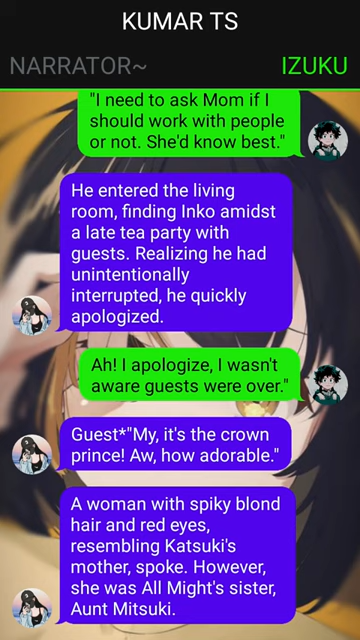 KUMAR TS
NARRATOR~ IZUKU
"I need to ask Mom if I
should work with people
or not. She'd know best."
He entered the living
room, finding Inko amidst
a late tea party with
guests. Realizing he had
unintentionally
interrupted, he quickly
apologized.
Ah! I apologize, I wasn't
aware guests were over."
Guest*"My, it's the crown
prince! Aw, how adorable."
A woman with spiky blond
hair and red eyes,
resembling Katsuki's
mother, spoke. However,
she was All Might's sister,
Aunt Mitsuki.